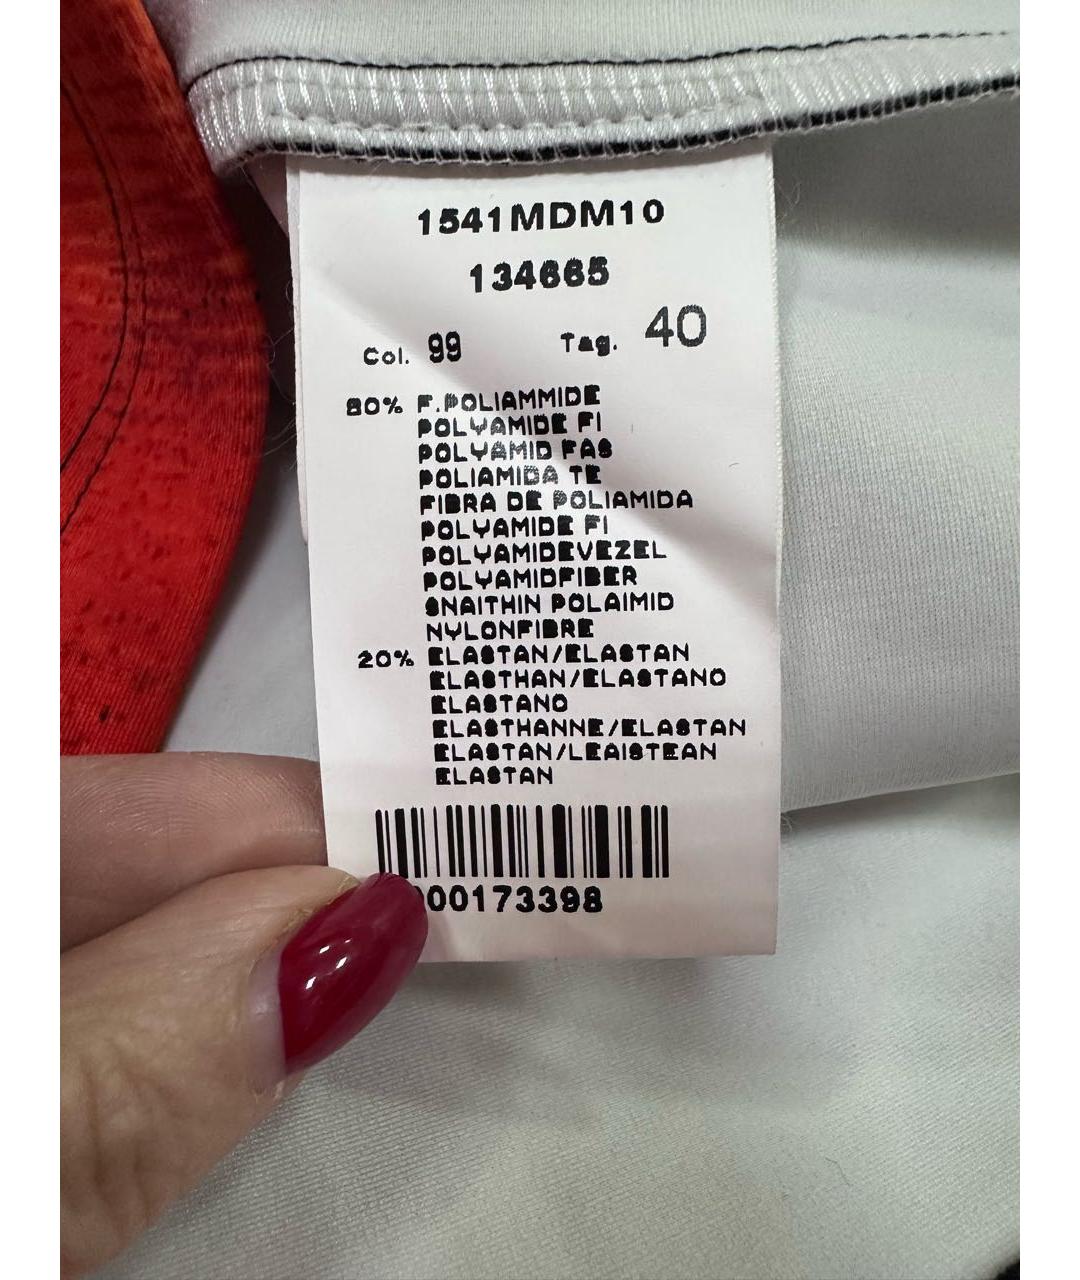 1541MDM10
134665
Col. 99 Tag. 40
80% F.POLIAMMIDE
POLYAMIDE FI
POLYAMID FAS
POLIAMIDA TE
FIBRA DE POLIAMIDA
POLYAMIDE FI
POLYAMIDEVEZEL
POLYAMIDFIBER
SNAITHIN POLAIMID
NYLONFIBRE
20% ELASTAN/ELASTAN
ELASTHAN/ELASTANO
ELASTANO
ELASTHANNE/ELASTAN
ELASTAN/LEAISTEAN
ELASTAN
00173398